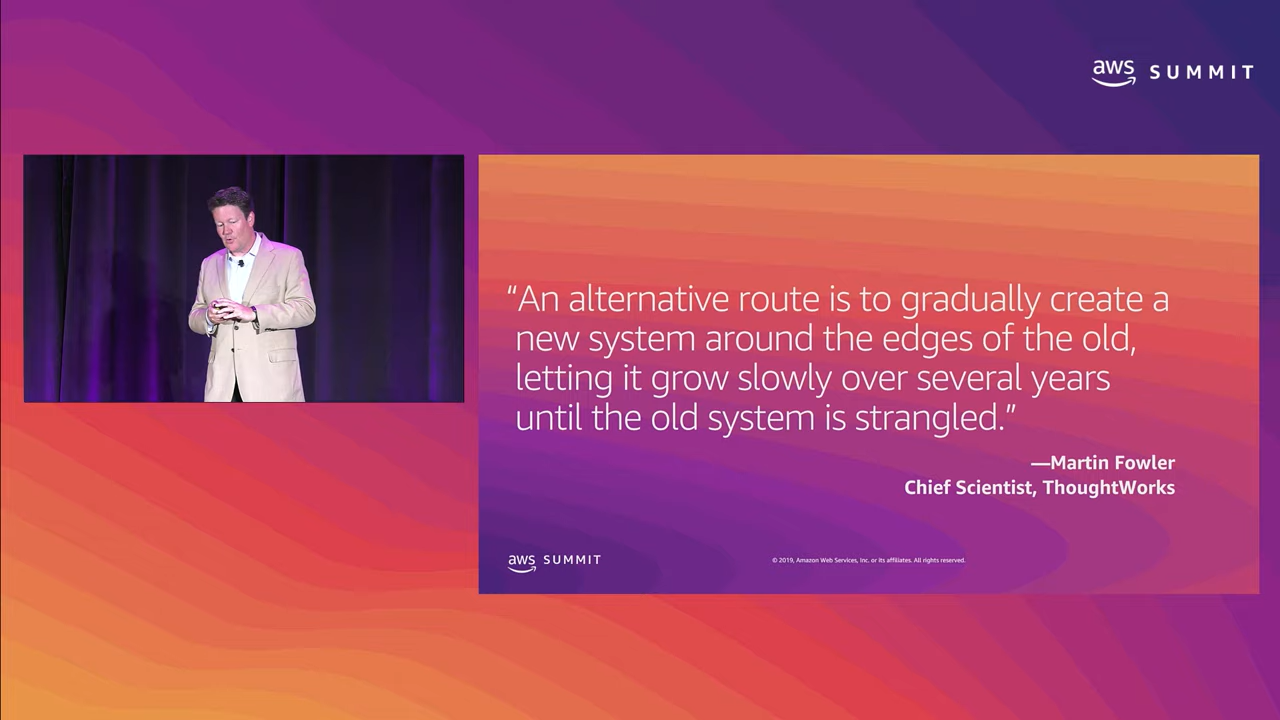 aws SUMMIT
“An alternative route is to gradually create a
new system around the edges of the old,
letting it grow slowly over several years
until the old system is strangled.”
—Martin Fowler
Chief Scientist, ThoughtWorks
aws SUMMIT
© 2019, Amazon Web Services, Inc. or its affiliates. All rights reserved.